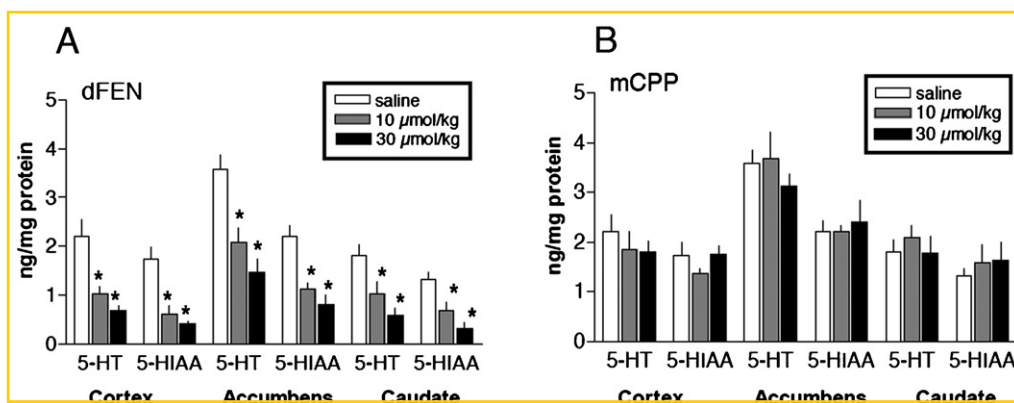 A
dFEN
saline
10 µmol/kg
30 µmol/kg
ng/mg protein
5
4
3
2
1
0
* * * * * * * * * * * *
5-HT 5-HIAA 5-HT 5-HIAA 5-HT 5-HIAA
Cortex Accumbens Caudate
B
mCPP
saline
10 µmol/kg
30 µmol/kg
ng/mg protein
5
4
3
2
1
0
5-HT 5-HIAA 5-HT 5-HIAA 5-HT 5-HIAA
Cortex Accumbens Caudate